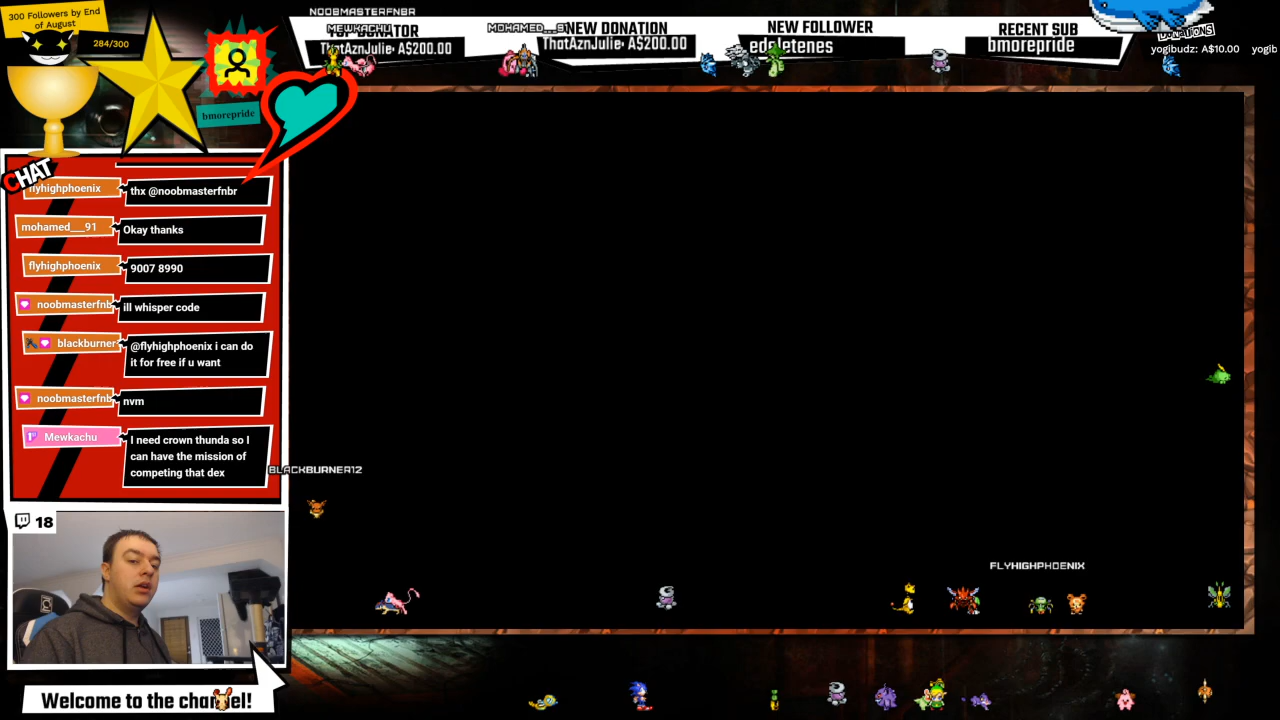 300 Followers by End
of August
284/300
bmorepride
NOOBMASTERFNBR
MEWKACHU
ThatAznJulie: A$200.00
NEW DONATION
ThatAznJulie: A$200.00
NEW FOLLOWER
edpletenes
RECENT SUB
bmorepride
yogibudz: A$10.00 yogib
CHAT
flyhighphoenix
thx @noobmasterfnbr
mohamed__91
Okay thanks
flyhighphoenix
9007 8990
noobmasterfnb
ill whisper code
blackburner
@flyhighphoenix i can do
it for free if u want
noobmasterfnb
nvm
Mewkachu
I need crown thunda so I
can have the mission of
competing that dex
BLACKBURNER12
FLYHIGHPHOENIX
18
Welcome to the channel!